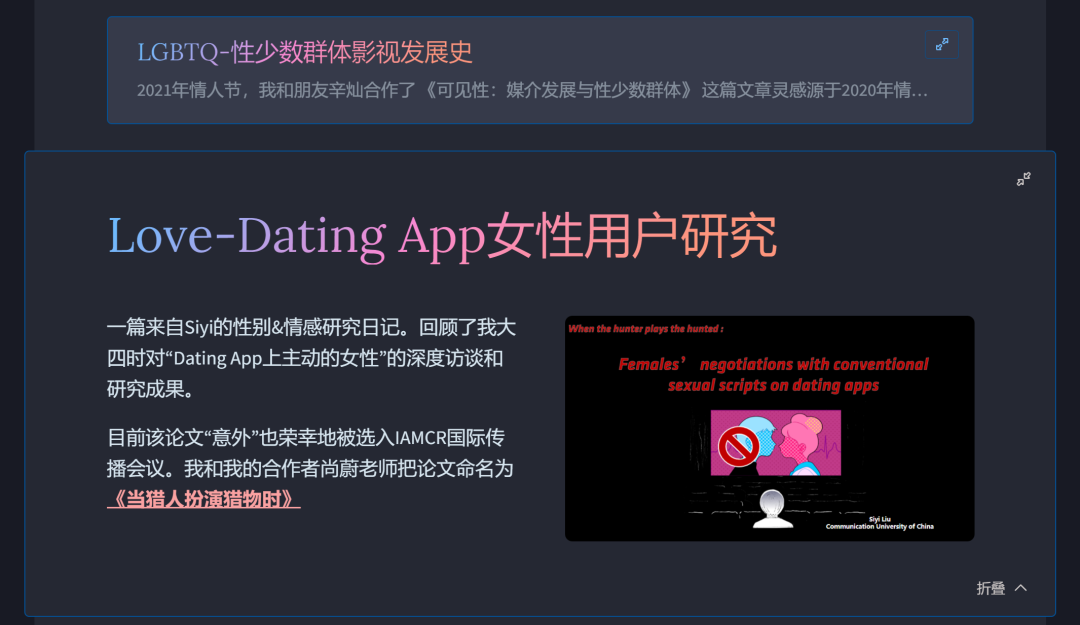 LGBTQ-性少数群体影视发展史
2021年情人节，我和朋友辛灿合作了《可见性：媒介发展与性少数群体》 这篇文章灵感源于2020年情…
Love-Dating App女性用户研究
一篇来自Siyi的性别&情感研究日记。回顾了我大
四时对“Dating App上主动的女性”的深度访谈和
研究成果。
目前该论文“意外”也荣幸地被选入IAMCR国际传
播会议。我和我的合作者尚蔚老师把论文命名为
《当猎人扮演猎物时》
When the hunter plays the hunted :
Females’ negotiations with conventional
sexual scripts on dating apps
Siyi Liu
Communication University of China
折叠